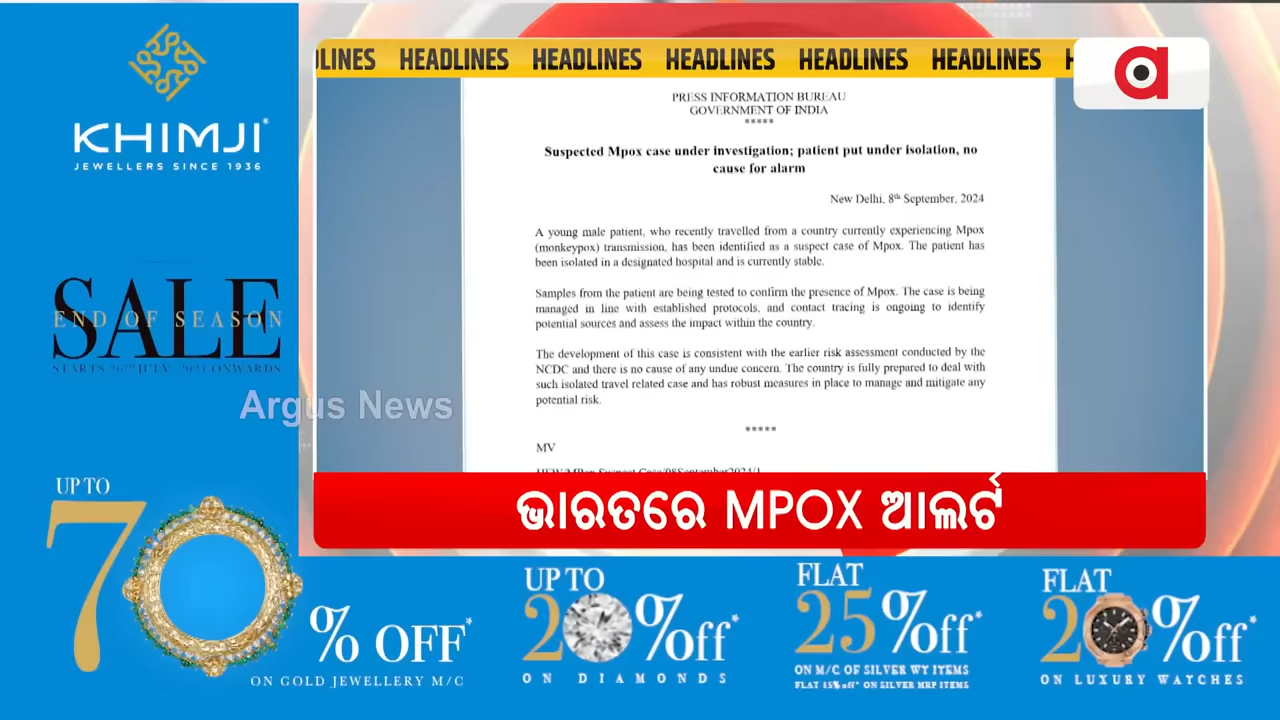 KHIMJI
JEWELLERS SINCE 1936
SALE
END OF SEASON
UP TO
70
% OFF*
ON GOLD JEWELLERY M/C
HEADLINES HEADLINES HEADLINES HEADLINES HEADLINES
a
PRESS INFORMATION BUREAU
GOVERNMENT OF INDIA
*****
Suspected Mpox case under investigation; patient put under isolation, no
cause for alarm
New Delhi, 8th September, 2024
A young male patient, who recently travelled from a country currently experiencing Mpox
(monkeypox) transmission, has been identified as a suspect case of Mpox. The patient has
been isolated in a designated hospital and is currently stable.
Samples from the patient are being tested to confirm the presence of Mpox. The case is being
managed in line with established protocols, and contact tracing is ongoing to identify
potential sources and assess the impact within the country.
The development of this case is consistent with the earlier risk assessment conducted by the
NCDC and there is no cause of any undue concern. The country is fully prepared to deal with
such isolated travel related case and has robust measures in place to manage and mitigate any
potential risk.
*****
MV
Argus News
ଭାରତରେ MPOX ଆଲର୍ଟ
UP TO
20%off*
ON DIAMONDS
FLAT
25%off*
ON M/C OF SILVER WT ITEMS
FLAT 15% off* ON SILVER MRP ITEMS
FLAT
20%off*
ON LUXURY WATCHES